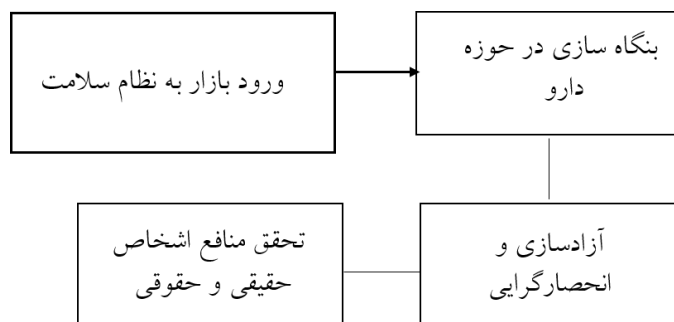 ورود بازار به نظام سلامت
بنگاه سازی در حوزه
دارو
آزادسازی و
انحصارگرایی
تحقق منافع اشخاص
حقیقی و حقوقی